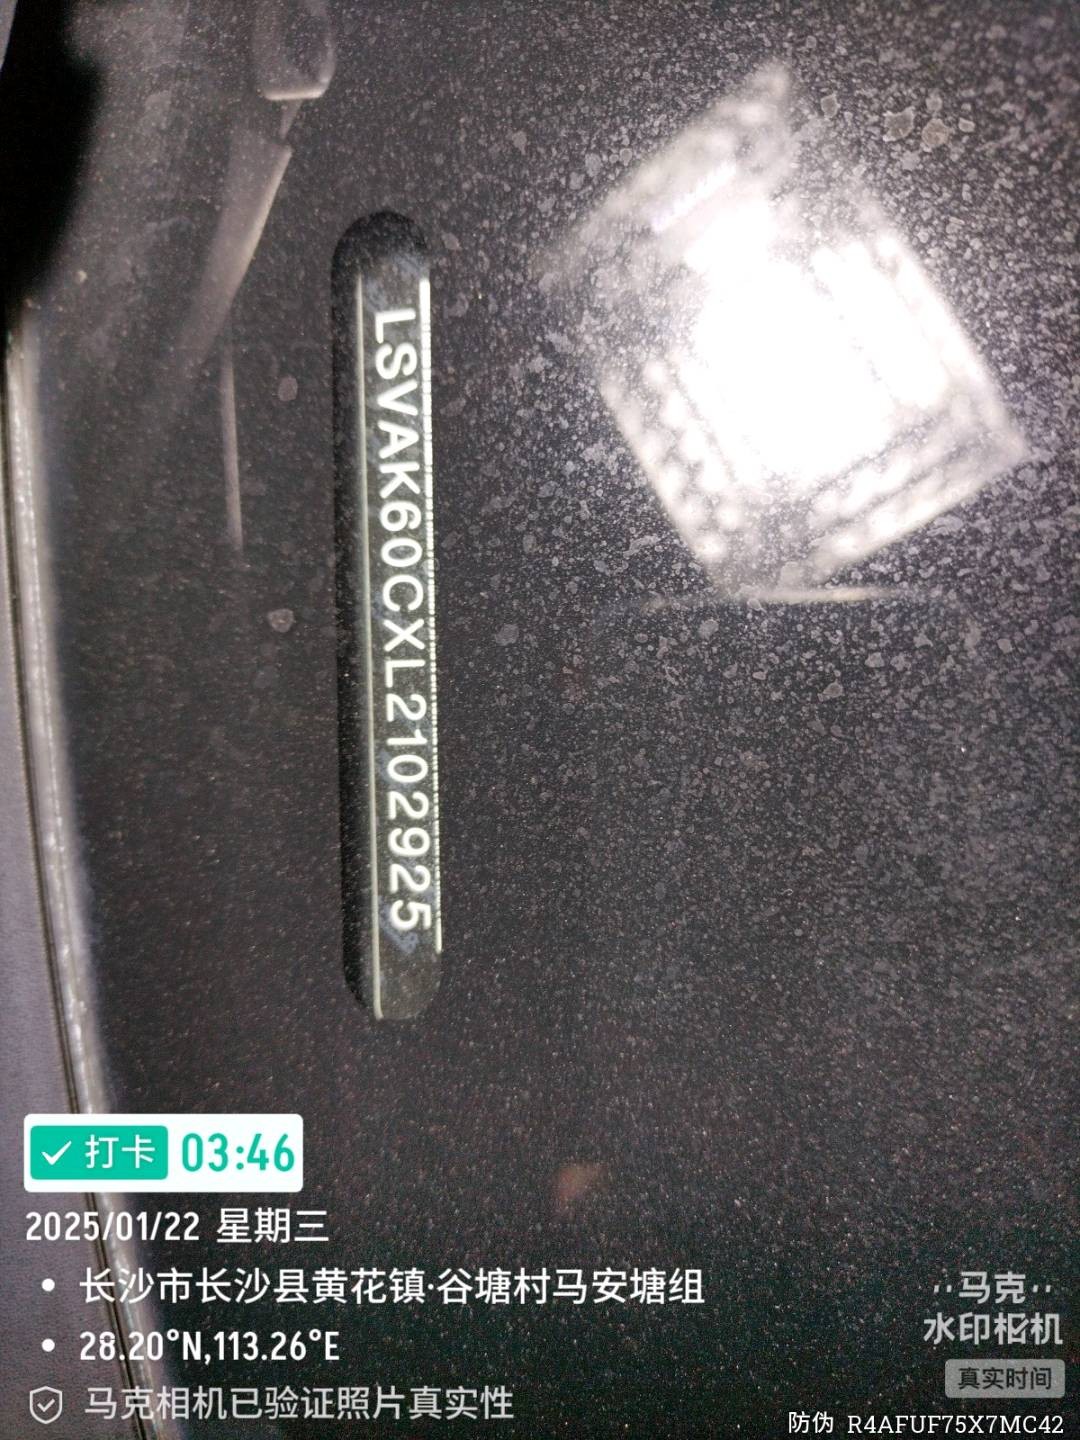 LSVAK60CXL2102925
打卡 03:46
2025/01/22 星期三
长沙市长沙县黄花镇·谷塘村马安塘组
28.20°N,113.26°E
马克相机已验证照片真实性
马克
水印相机
真实时间
防伪 R4AFUF75X7MC42